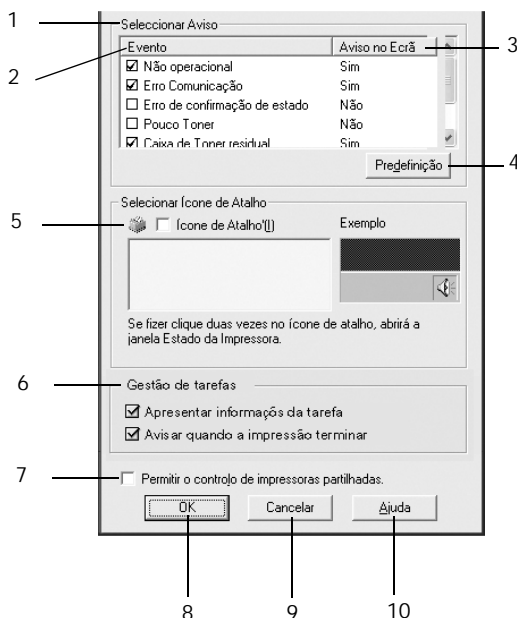 1 Seleccionar Aviso
2 Evento Aviso no Ecrã 3
Não operacional Sim
Erro Comunicação Sim
Erro de confirmação de estado Não
Pouco Toner Não
Caixa de Toner residual Sim
Predefinição 4
Selecionar Ícone de Atalho
5 Ícone de Atalho'(I) Exemplo
Se fizer clique duas vezes no ícone de atalho, abrirá a
janela Estado da Impressora.
6 Gestão de tarefas
Apresentar informaçõs da tarefa
Avisar quando a impressão terminar
7 Permitir o controlo de impressoras partilhadas.
OK Cancelar Ajuda
8 9 10